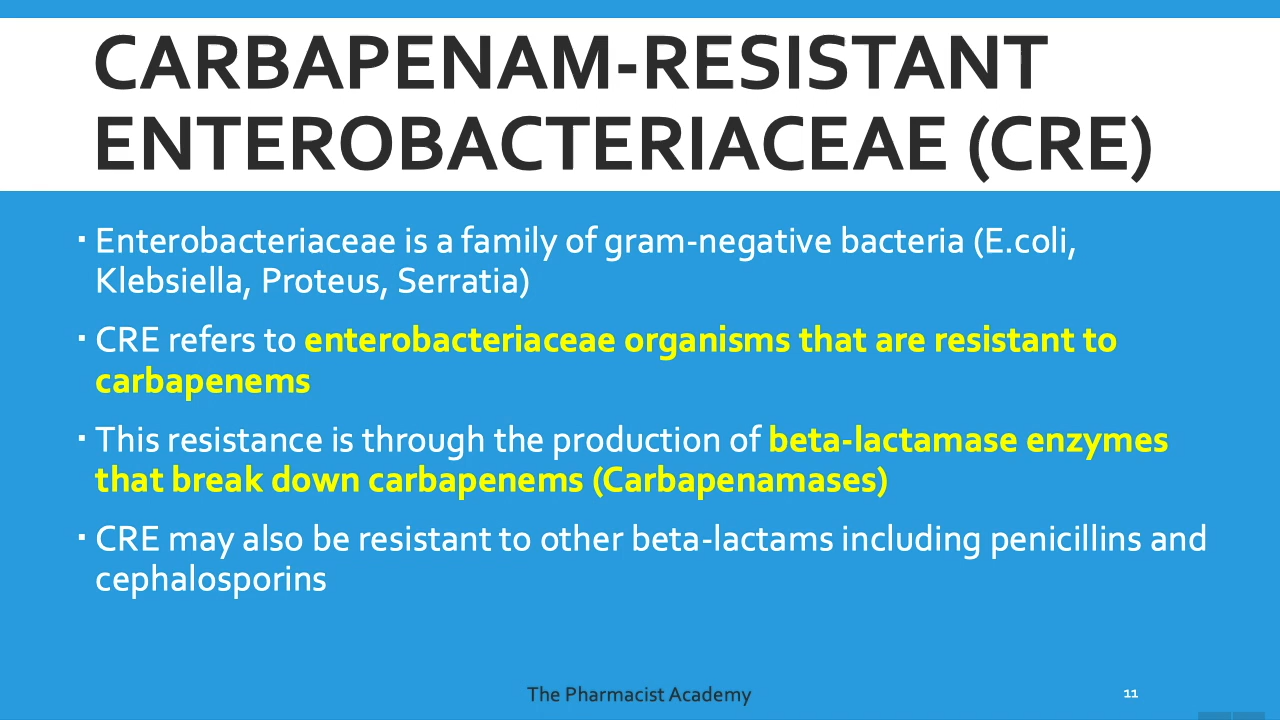 CARBAPENAM-RESISTANT
ENTEROBACTERIACEAE (CRE)
▪ Enterobacteriaceae is a family of gram-negative bacteria (E.coli,
Klebsiella, Proteus, Serratia)
▪ CRE refers to enterobacteriaceae organisms that are resistant to
carbapenems
▪ This resistance is through the production of beta-lactamase enzymes
that break down carbapenems (Carbapenamases)
▪ CRE may also be resistant to other beta-lactams including penicillins and
cephalosporins
The Pharmacist Academy
11